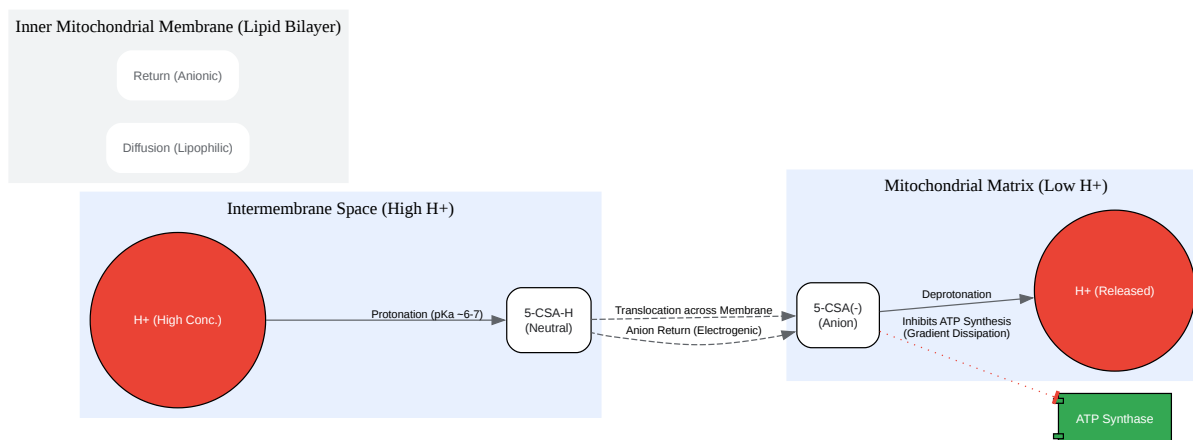 Inner Mitochondrial Membrane (Lipid Bilayer)
Return (Anionic)
Diffusion (Lipophilic)
Intermembrane Space (High H+)
H+ (High Conc.)
Protonation (pKa ~6-7)
5-CSA-H
(Neutral)
Translocation across Membrane
Anion Return (Electrogenic)
Mitochondrial Matrix (Low H+)
5-CSA(-)
(Anion)
Deprotonation
Inhibits ATP Synthesis
(Gradient Dissipation)
H+ (Released)
ATP Synthase